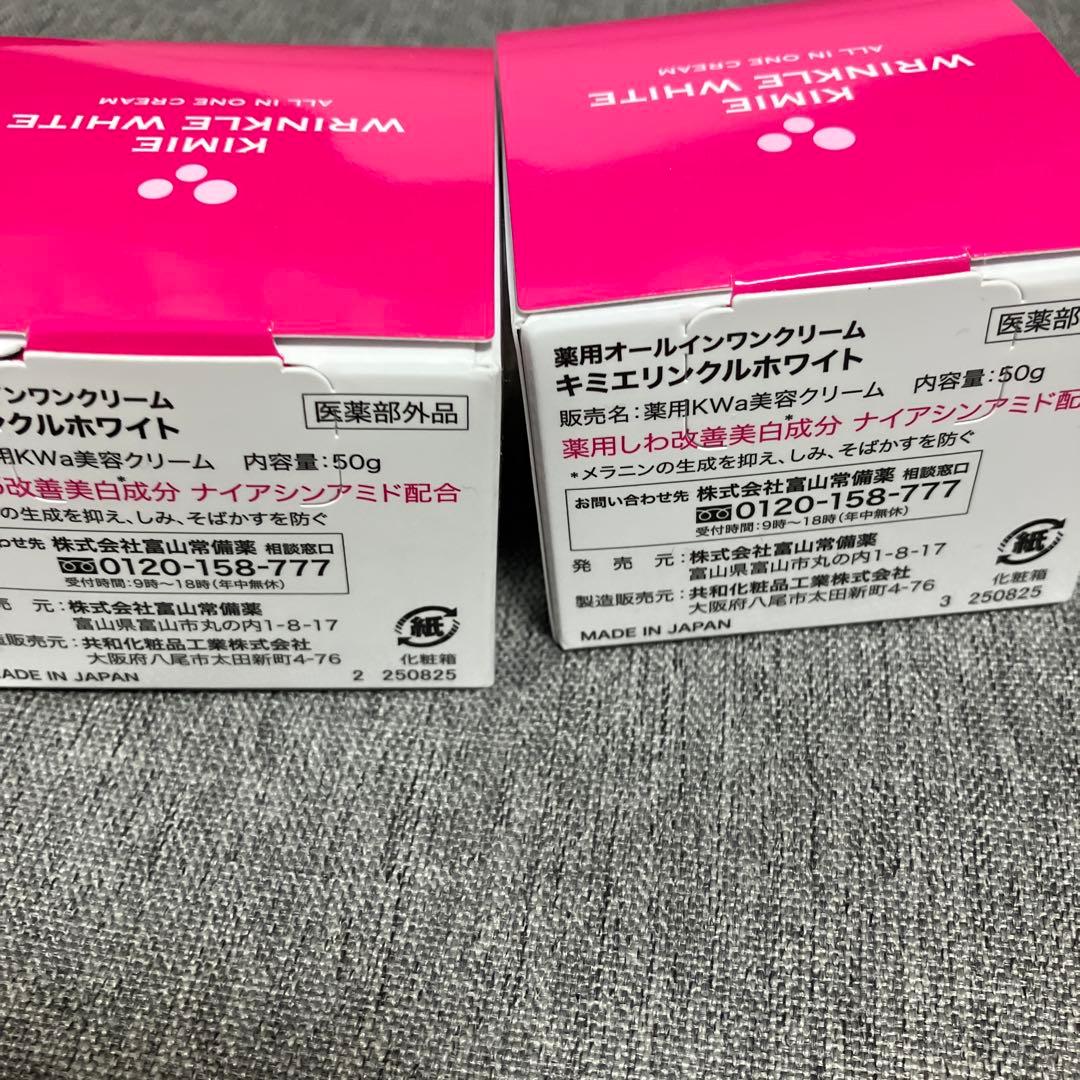 KIMIE
WRINKLE WHITE
ALL IN ONE CREAM
インワンクリーム
クルホワイト
医薬部外品
用KWa美容クリーム 内容量:50g
改善美白成分 ナイアシンアミド配合
*
の生成を抑え、しみ、そばかすを防ぐ
わせ先 株式会社富山常備薬 相談窓口
0120-158-777
受付時間:9時〜18時(年中無休)
売 元:株式会社富山常備薬
富山県富山市丸の内1-8-17
造販売元:共和化粧品工業株式会社
大阪府八尾市太田新町4-76
紙
化粧箱
ADE IN JAPAN
2 250825
KIMIE
WRINKLE WHITE
ALL IN ONE CREAM
薬用オールインワンクリーム
キミエリンクルホワイト
医薬部
販売名:薬用KWa美容クリーム 内容量:50g
薬用しわ改善美白成分 ナイアシンアミド配
*
*メラニンの生成を抑え、しみ、そばかすを防ぐ
お問い合わせ先 株式会社富山常備薬 相談窓口
0120-158-777
受付時間:9時〜18時(年中無休)
発 売 元:株式会社富山常備薬
富山県富山市丸の内1-8-17
製造販売元:共和化粧品工業株式会社
大阪府八尾市太田新町4-76
紙
化粧箱
MADE IN JAPAN
3 250825